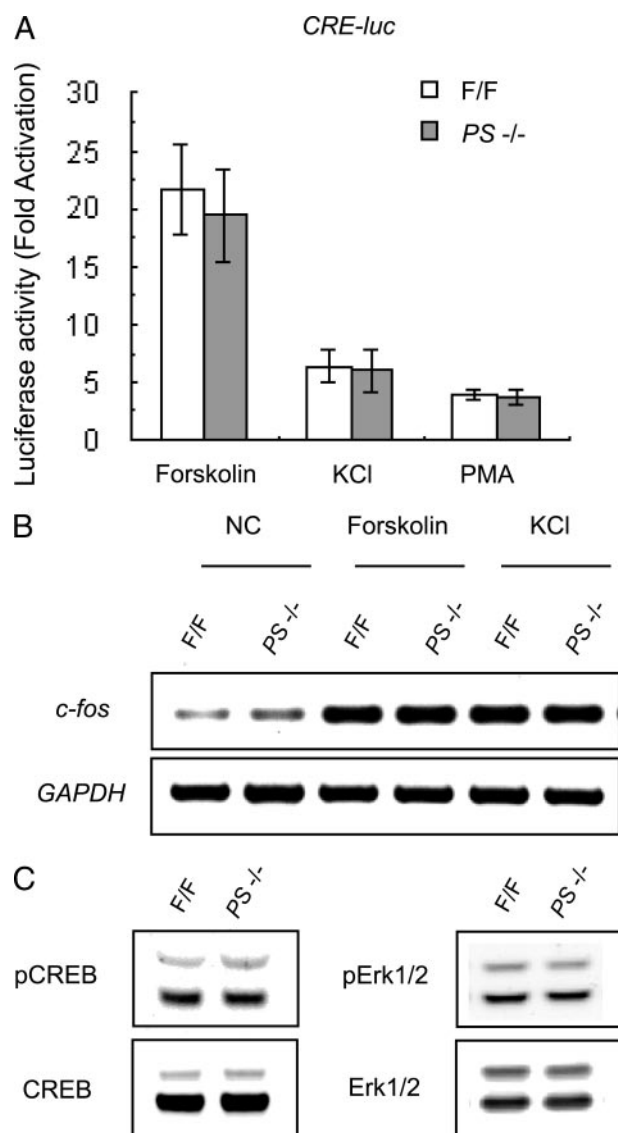 A
CRE-luc
Luciferase activity (Fold Activation)
30
25
20
15
10
5
0
F/F
PS -/-
Forskolin
KCl
PMA
B
NC
Forskolin
KCl
F/F
PS -/-
F/F
PS -/-
F/F
PS -/-
c-fos
GAPDH
C
F/F
PS -/-
F/F
PS -/-
pCREB
pErk1/2
CREB
Erk1/2